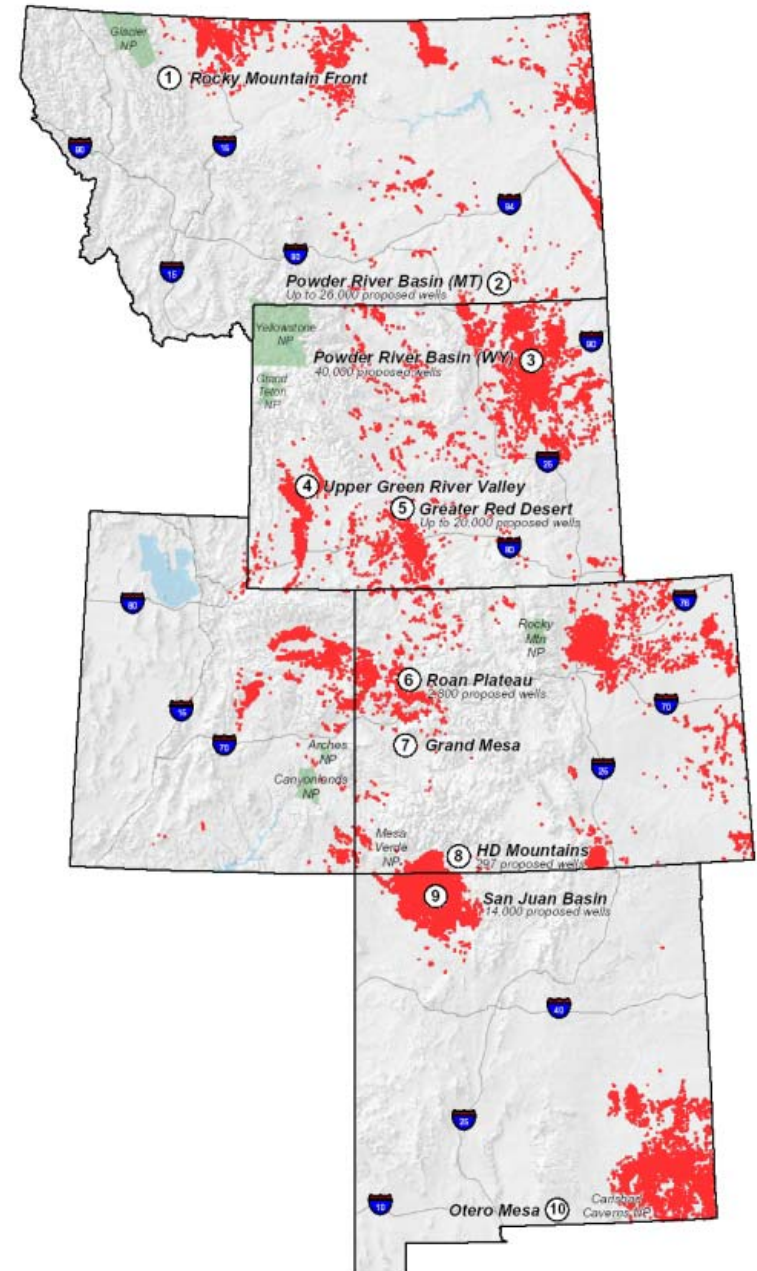 Glacier
NP
1 Rocky Mountain Front
90
15
94
90
15
Powder River Basin (MT) 2
Up to 26,000 proposed wells
Yellowstone
NP
90
Powder River Basin (WY) 3
40,000 proposed wells
Grand
Teton
NP
25
4 Upper Green River Valley
5 Greater Red Desert
Up to 20,000 proposed wells
80
80
76
Rocky
Mtn
NP
6 Roan Plateau
2,800 proposed wells
15
70
70
7 Grand Mesa
Arches
NP
25
Canyonlands
NP
Mesa
Verde
NP
8 HD Mountains
297 proposed wells
9 San Juan Basin
14,000 proposed wells
40
25
10
Otero Mesa 10
Carlsbad
Caverns NP